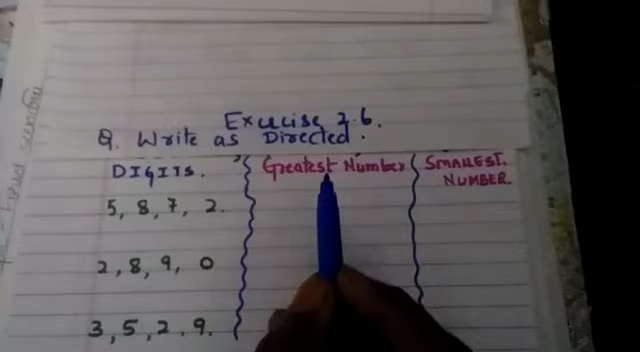 Exercise 2.6.
Q. Write as Directed.
DIGITS. Greatest Number SMALLEST. NUMBER.
5, 8, 7, 2.
2, 8, 9, 0
3, 5, 2, 9.